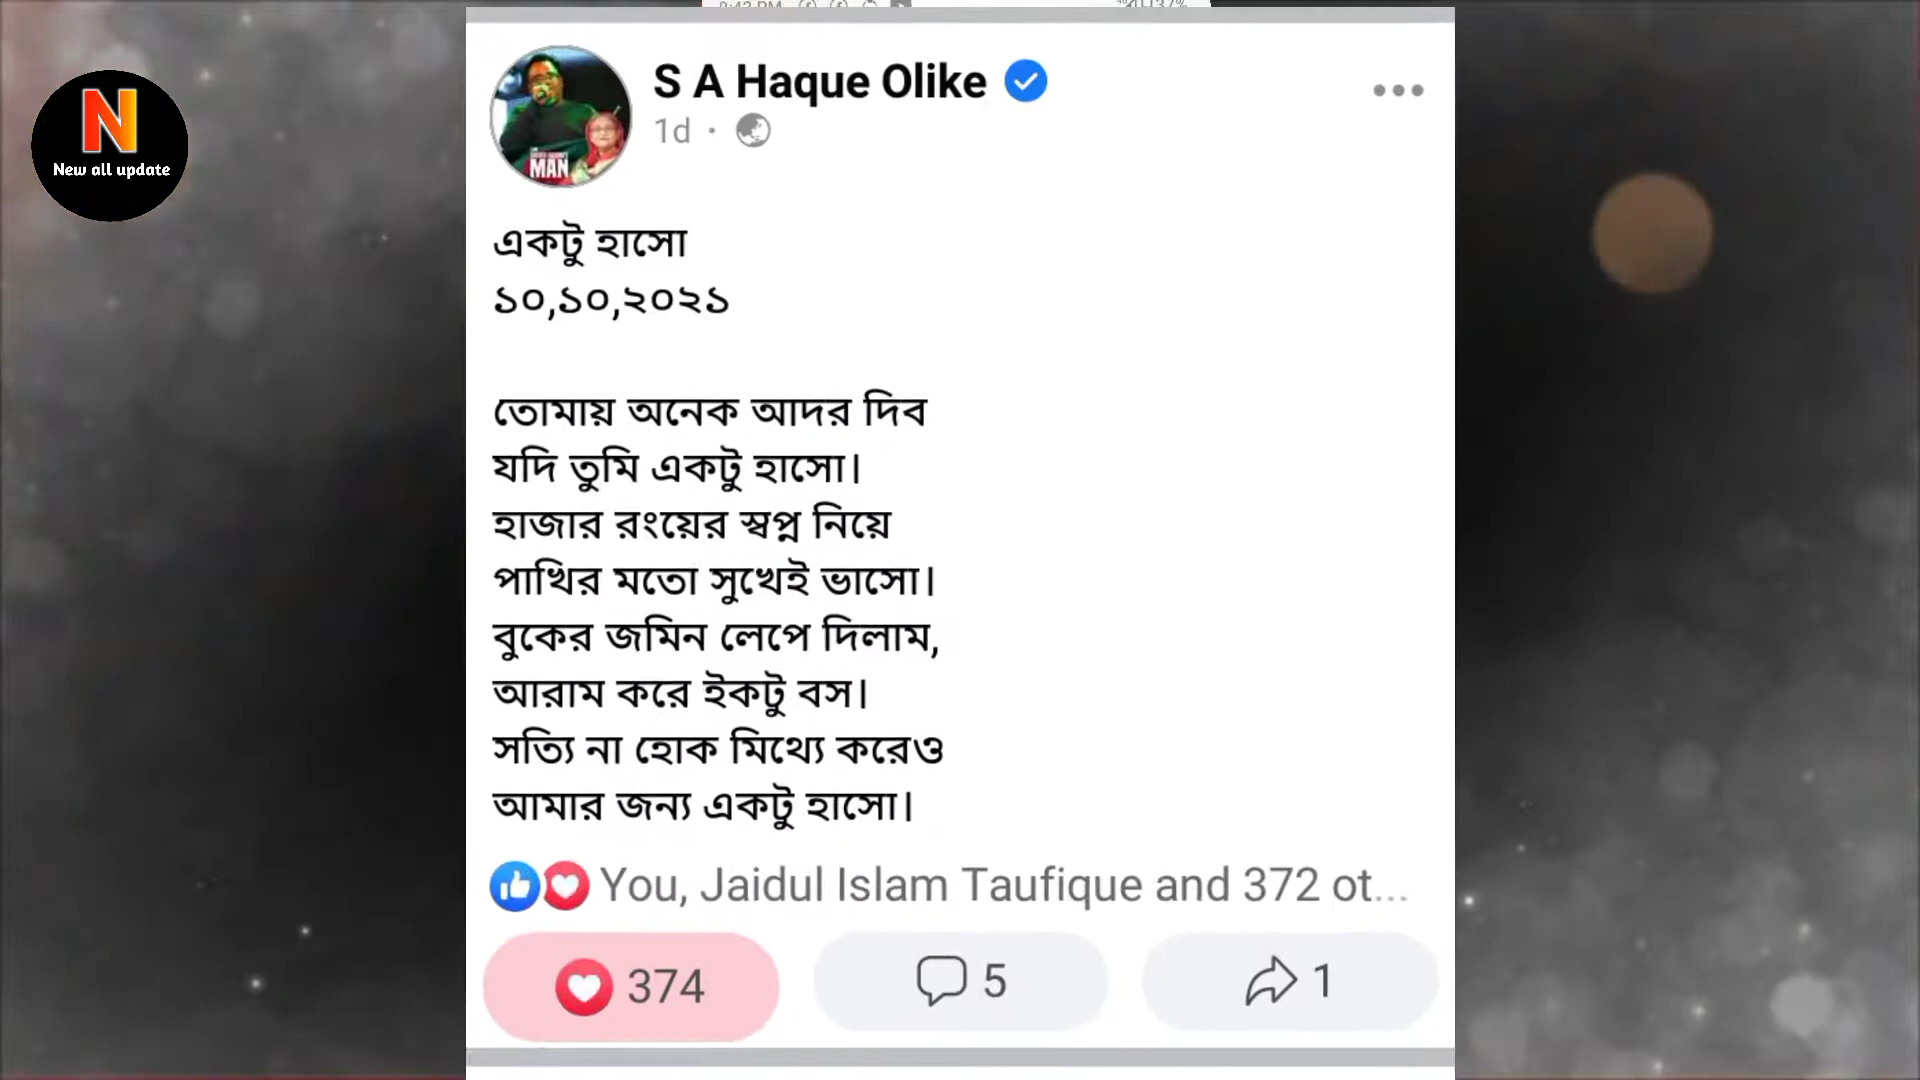 N
New all update
S A Haque Olike
1d ·
MAN
একটু হাসো
১০,১০,২০২১
তোমায় অনেক আদর দিব
যদি তুমি একটু হাসো।
হাজার রংয়ের স্বপ্ন নিয়ে
পাখির মতো সুখেই ভাসো।
বুকের জমিন লেপে দিলাম,
আরাম করে ইকটু বস।
সত্যি না হোক মিথ্যে করেও
আমার জন্য একটু হাসো।
You, Jaidul Islam Taufique and 372 ot...
374
5
1